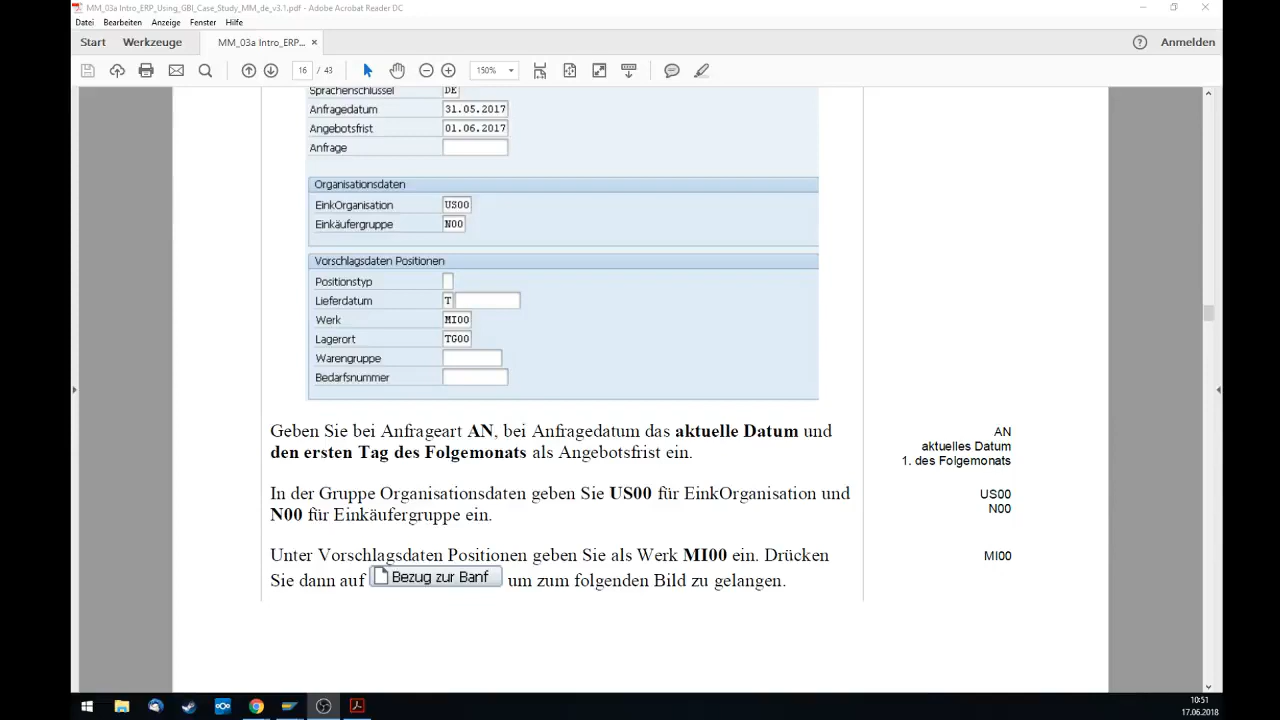 MM_03a Intro_ERP_Using_GBI_Case_Study_MM_de_v3.1.pdf - Adobe Acrobat Reader DC
Datei Bearbeiten Anzeige Fenster Hilfe
Start Werkzeuge MM_03a Intro_ERP... × Anmelden
16 / 43 150%
Sprachenschlüssel DE
Anfragedatum 31.05.2017
Angebotsfrist 01.06.2017
Anfrage
Organisationsdaten
EinkOrganisation US00
Einkäufergruppe N00
Vorschlagsdaten Positionen
Positionstyp
Lieferdatum T
Werk MI00
Lagerort TG00
Warengruppe
Bedarfsnummer
Geben Sie bei Anfrageart AN, bei Anfragedatum das aktuelle Datum und
den ersten Tag des Folgemonats als Angebotsfrist ein.
AN
aktuelles Datum
1. des Folgemonats
In der Gruppe Organisationsdaten geben Sie US00 für EinkOrganisation und
N00 für Einkäufergruppe ein.
US00
N00
Unter Vorschlagsdaten Positionen geben Sie als Werk MI00 ein. Drücken
Sie dann auf Bezug zur Banf um zum folgenden Bild zu gelangen.
MI00
10:51
17.06.2018